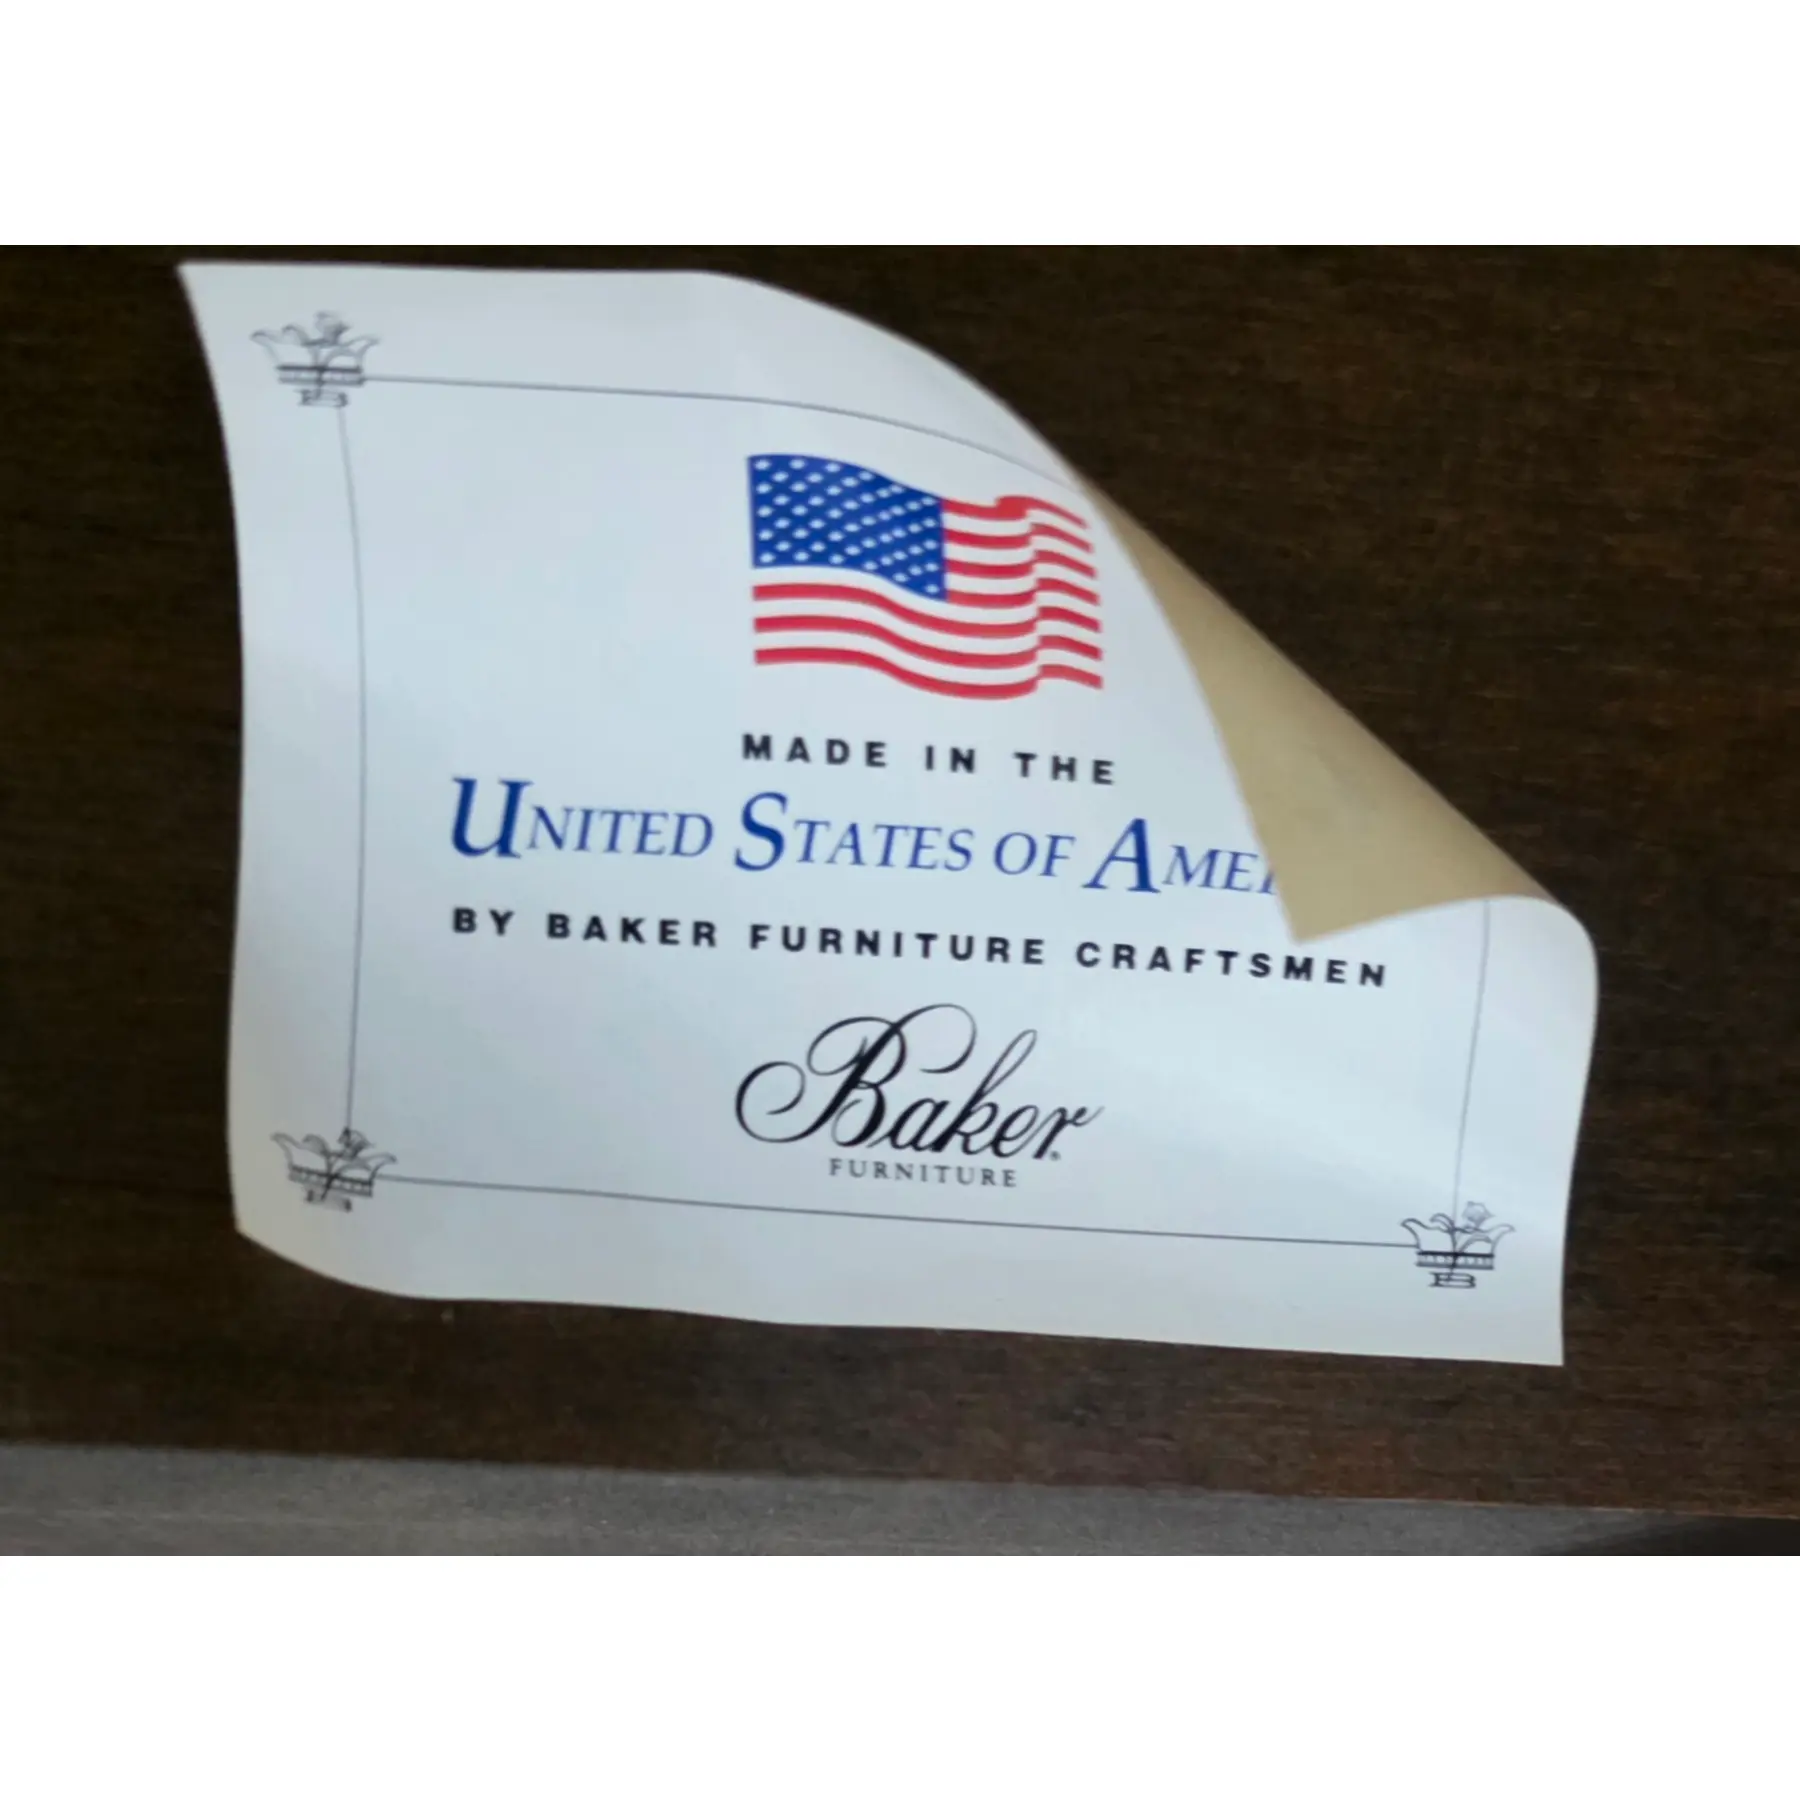 MADE IN THE
UNITED STATES OF AME
BY BAKER FURNITURE CRAFTSMEN
Baker
FURNITURE